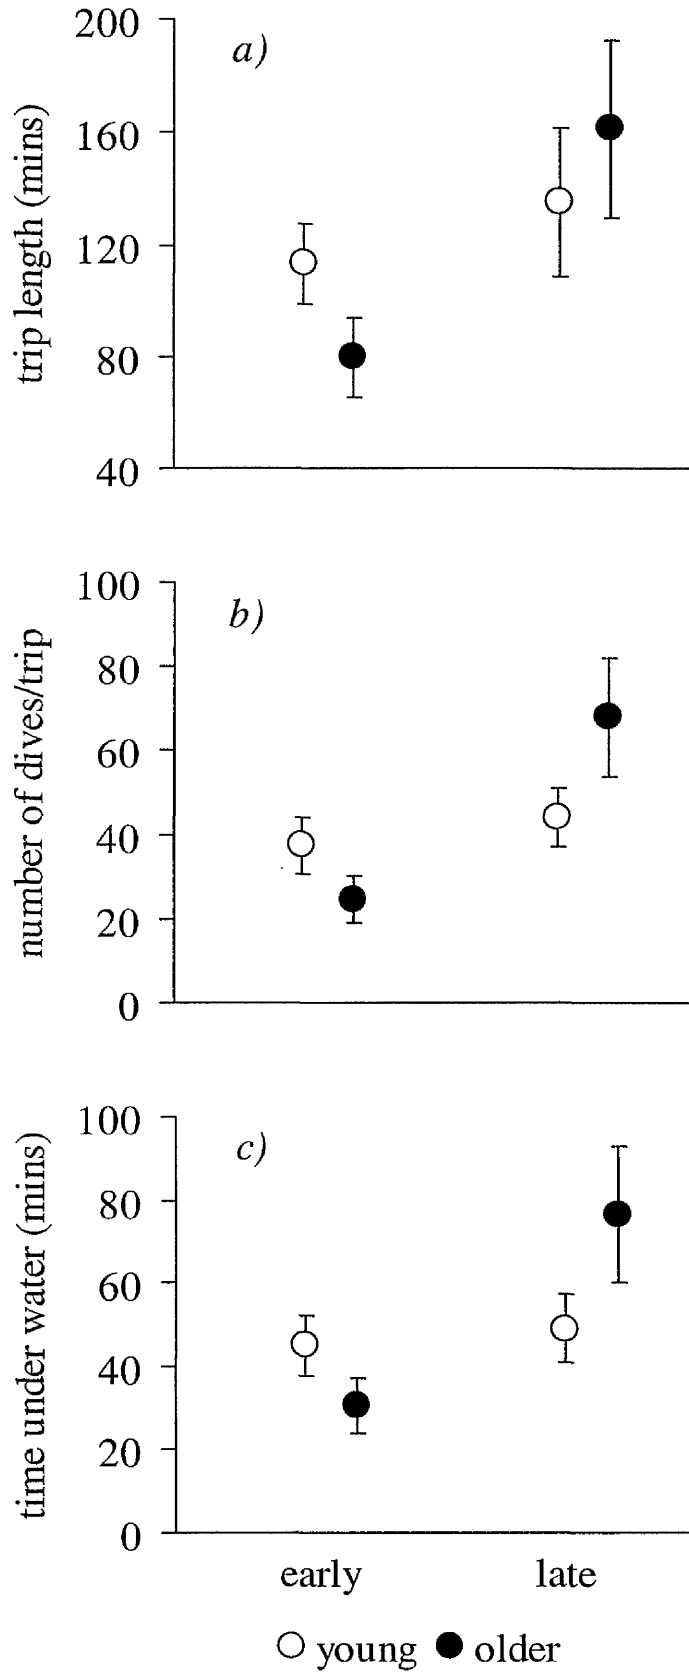 a)
trip length (mins)
200
160
120
80
40
b)
number of dives/trip
100
80
60
40
20
0
c)
time under water (mins)
100
80
60
40
20
0
early late
young older